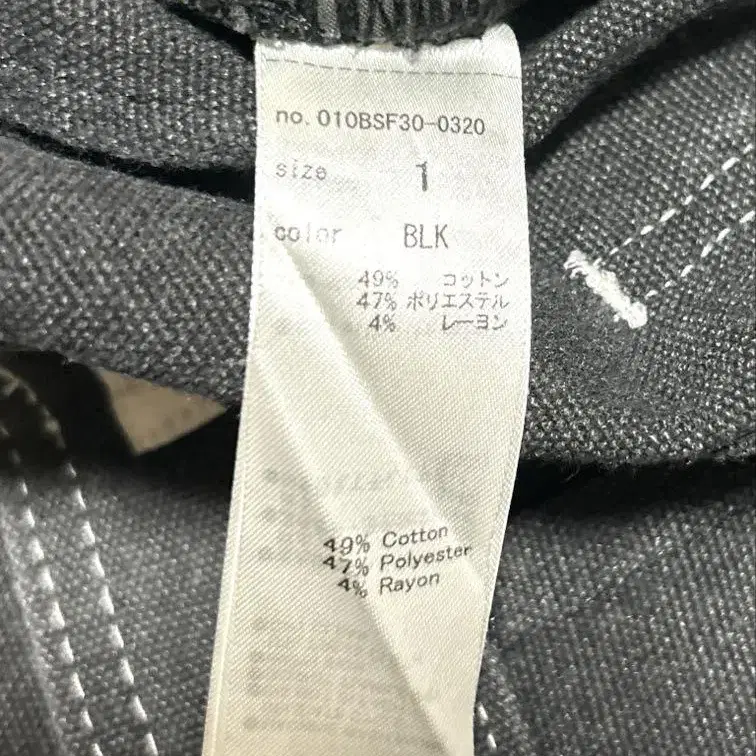 no. 010BSF30-0320
size 1
color BLK
49% コットン
47% ポリエステル
4% レーヨン
49% Cotton
47% Polyester
4% Rayon